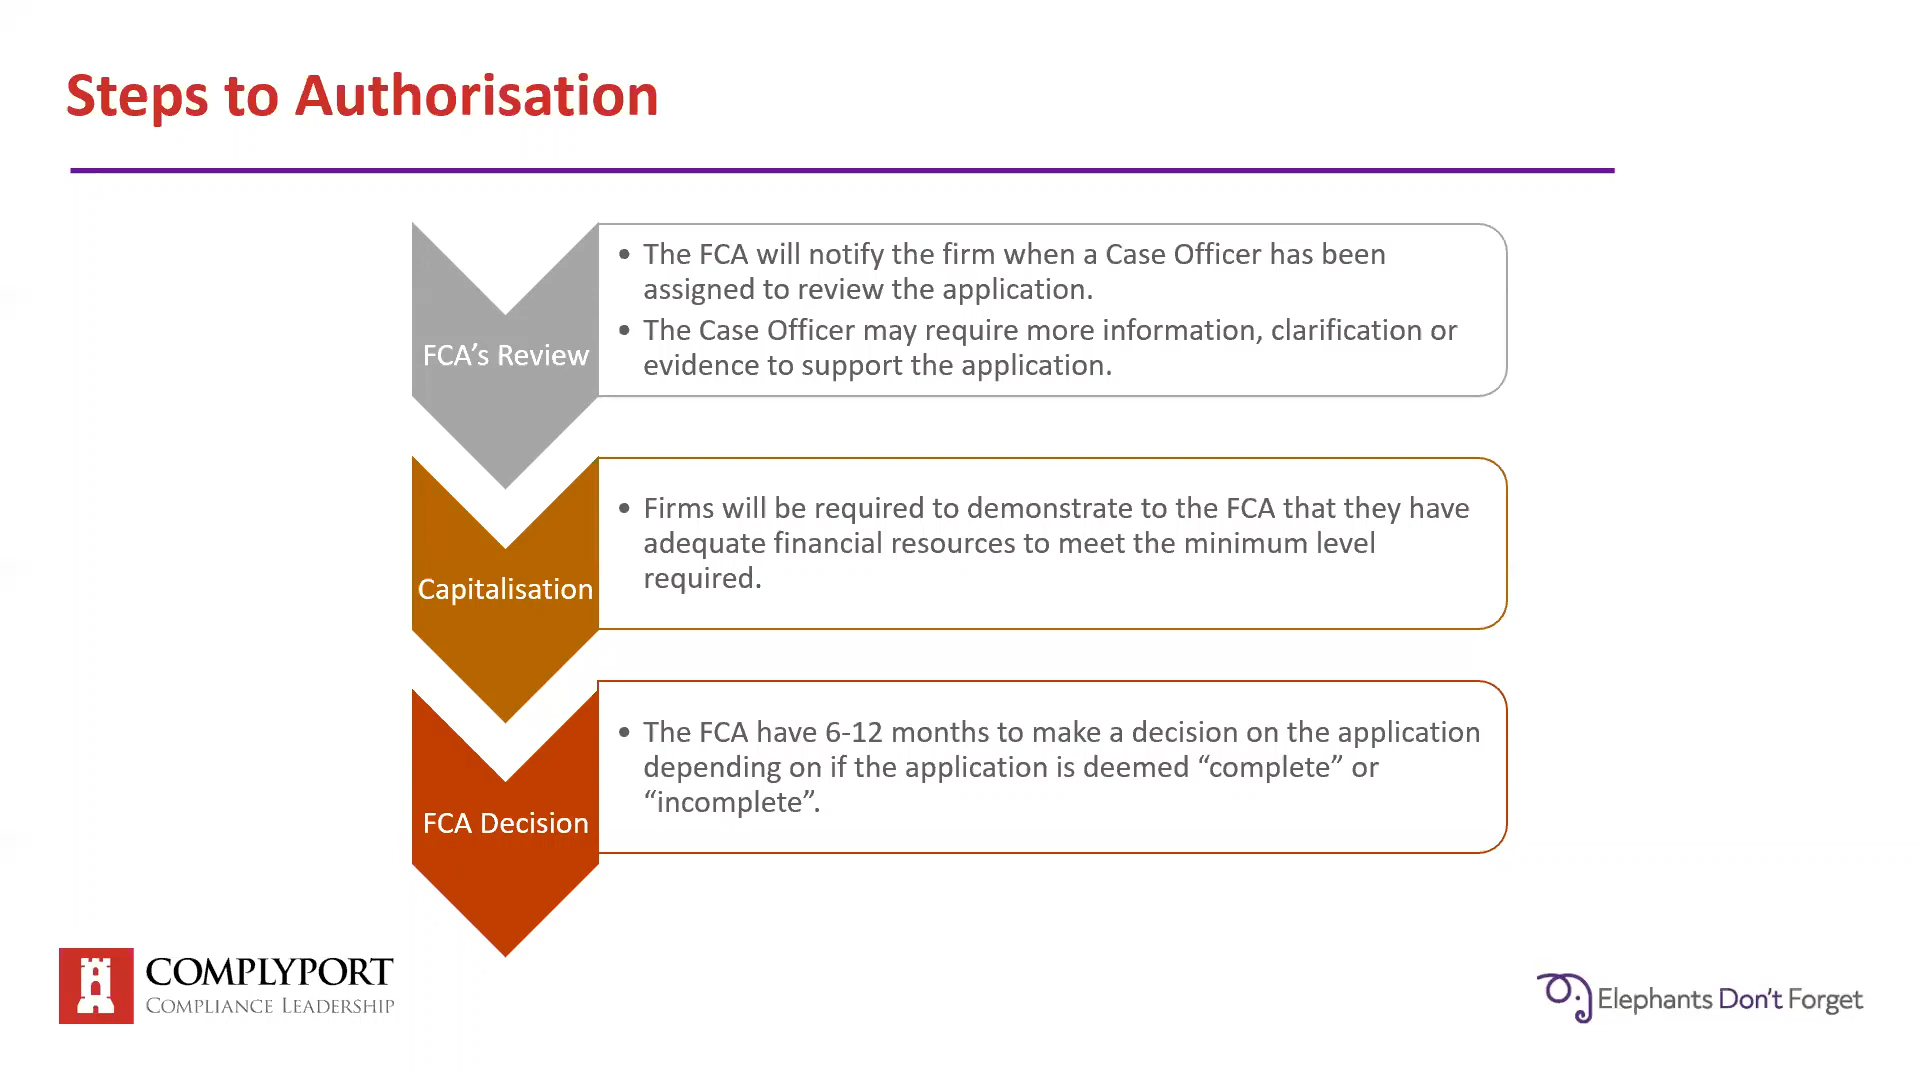 Steps to Authorisation
FCA’s Review
• The FCA will notify the firm when a Case Officer has been
assigned to review the application.
• The Case Officer may require more information, clarification or
evidence to support the application.
Capitalisation
• Firms will be required to demonstrate to the FCA that they have
adequate financial resources to meet the minimum level
required.
FCA Decision
• The FCA have 6-12 months to make a decision on the application
depending on if the application is deemed “complete” or
“incomplete”.
COMPLYPORT
COMPLIANCE LEADERSHIP
Elephants Don’t Forget